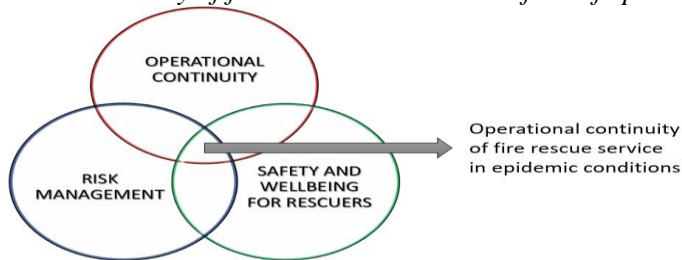 OPERATIONAL
CONTINUITY
RISK
MANAGEMENT
SAFETY AND
WELLBEING
FOR RESCUERS
Operational continuity
of fire rescue service
in epidemic conditions